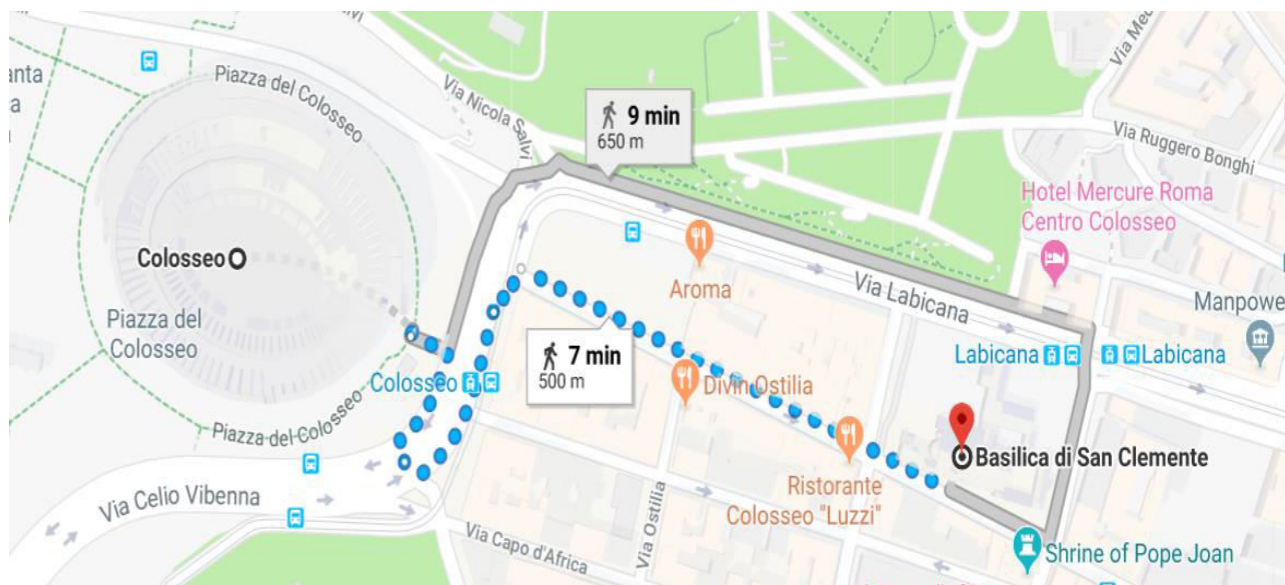 anta
Piazza del Colosseo
Via Nicola Salvi
9 min
650 m
Via Ruggero Bonghi
Hotel Mercure Roma
Centro Colosseo
Colosseo
Aroma
Via Labicana
Manpowe
Piazza del
Colosseo
7 min
500 m
Labicana
Labicana
Colosseo
Divin Ostilia
Piazza del Colosseo
Basilica di San Clemente
Via Celio Vibenna
Ristorante
Colosseo "Luzzi"
Via Ostilia
Via Capo d'Africa
Shrine of Pope Joan